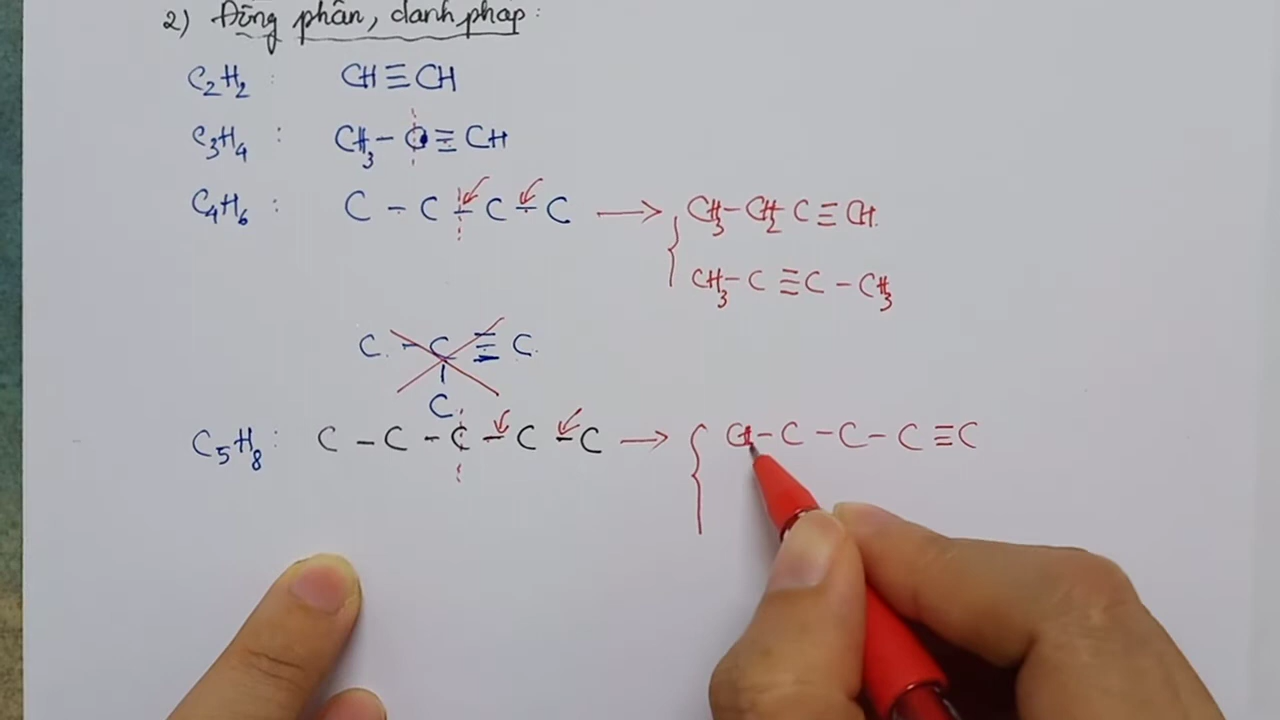 2) Đồng phân, danh pháp:
C2H2 : CH≡CH
C3H4 : CH3-C≡CH
C4H6 : C-C-C-C → CH3-CH2 C≡CH.
CH3-C≡C-CH3
C.-C≡C.
C.
C5H8 : C-C-C-C-C → CH-C-C-C≡C